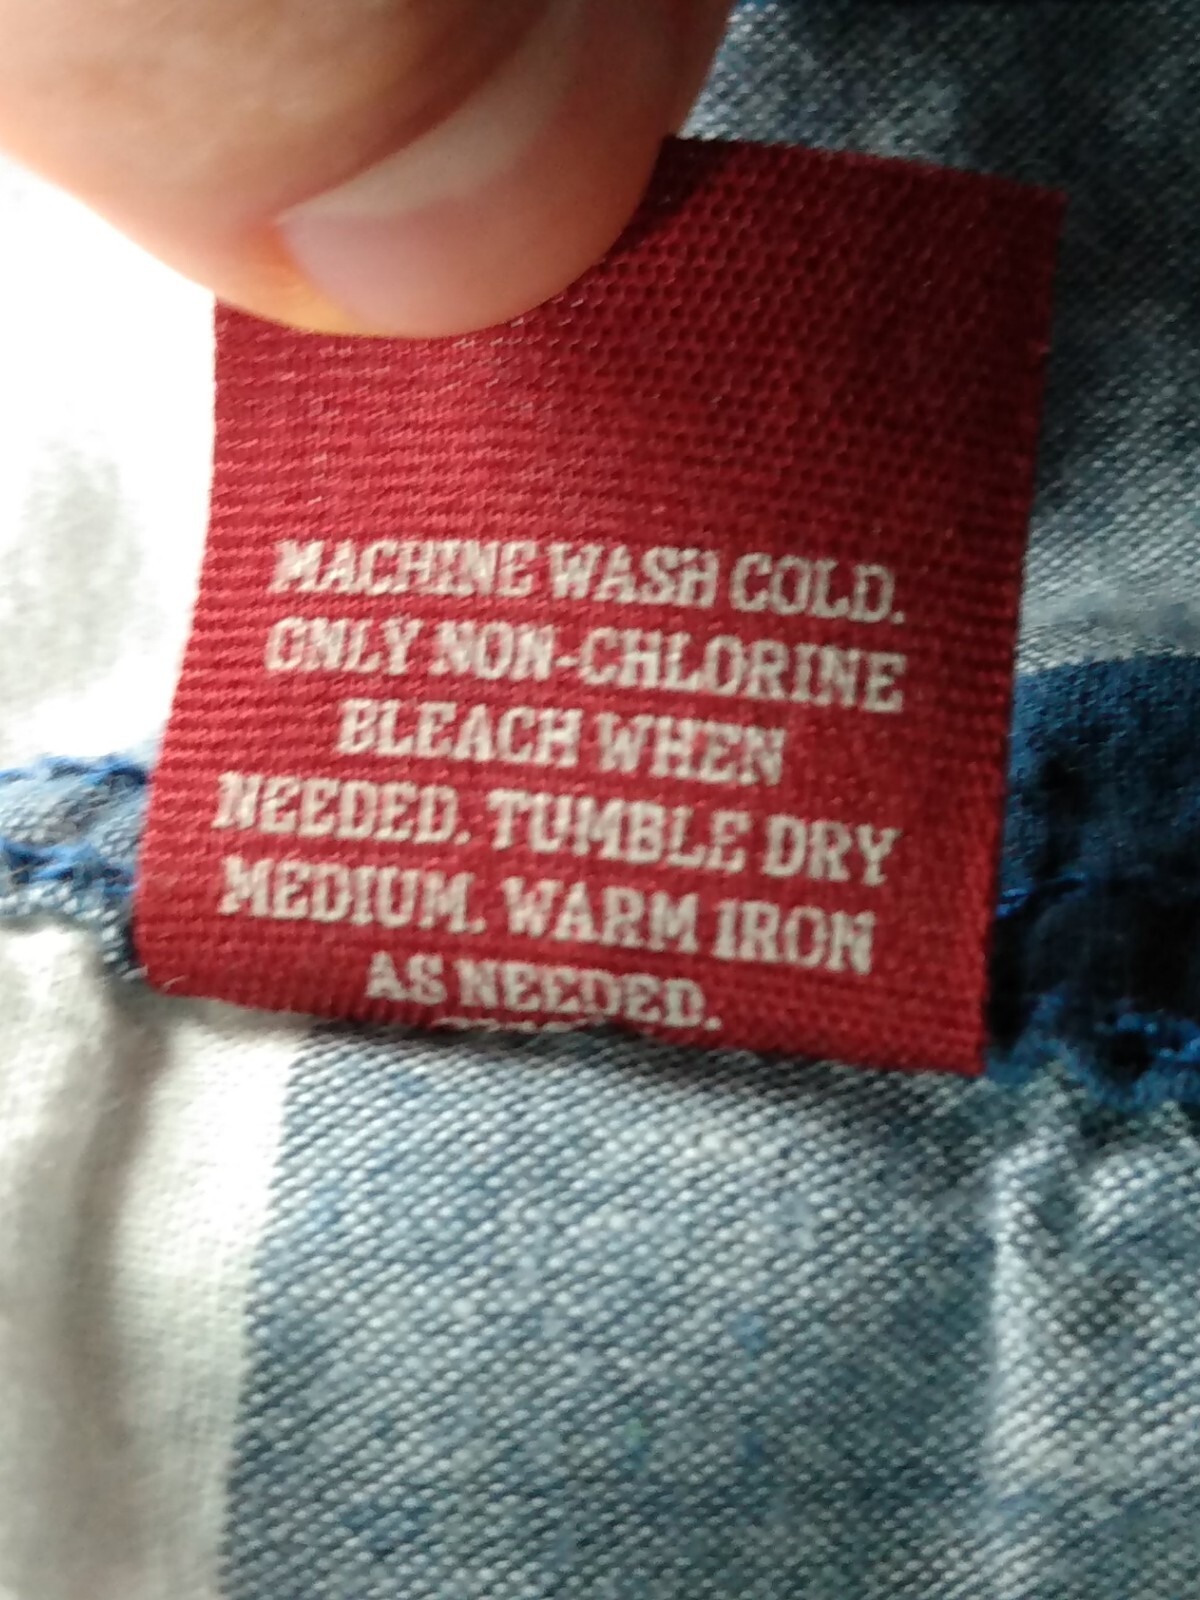 MACHINE WASH COLD.
ONLY NON-CHLORINE
BLEACH WHEN
NEEDED. TUMBLE DRY
MEDIUM. WARM IRON
AS NEEDED.